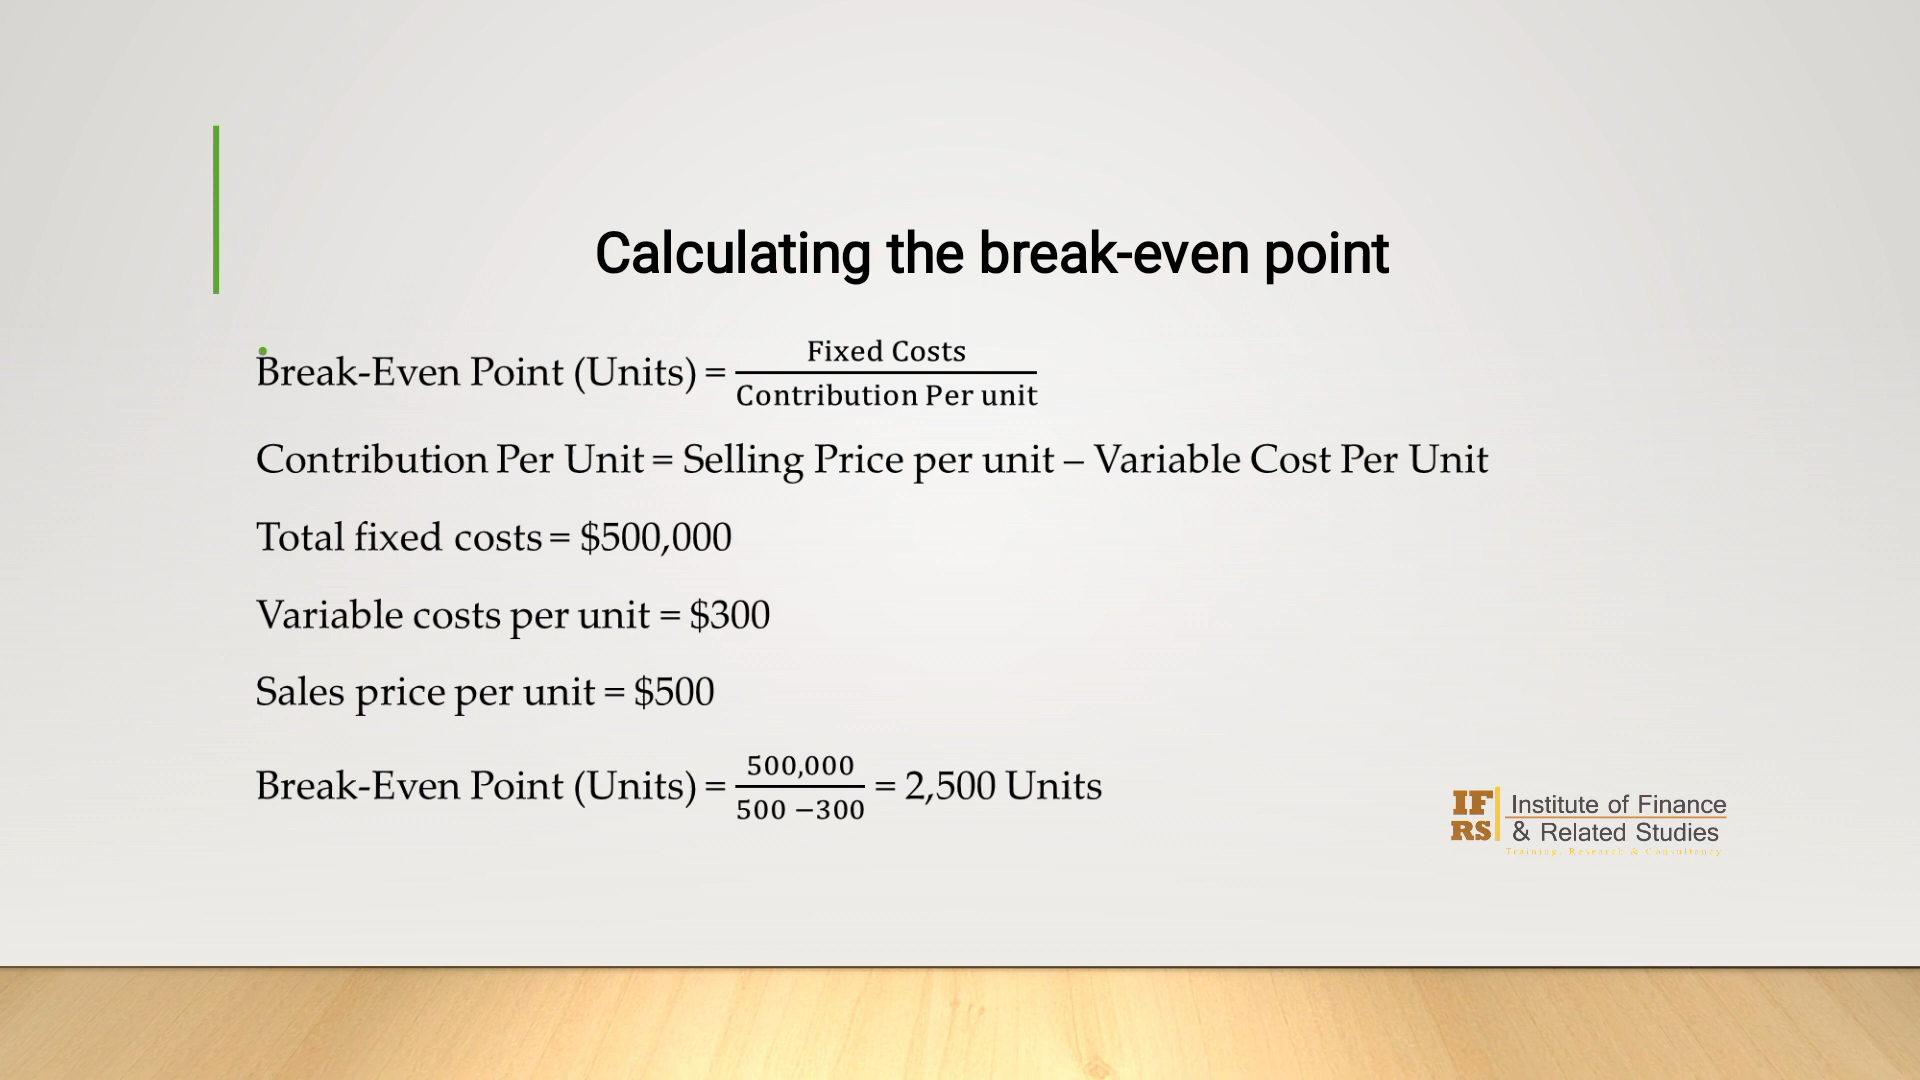 Calculating the break-even point
Break-Even Point (Units) = Fixed Costs / Contribution Per unit
Contribution Per Unit = Selling Price per unit – Variable Cost Per Unit
Total fixed costs = $500,000
Variable costs per unit = $300
Sales price per unit = $500
Break-Even Point (Units) = 500,000 / 500 −300 = 2,500 Units
IF
RS
Institute of Finance
& Related Studies
Training, Research & Consultancy